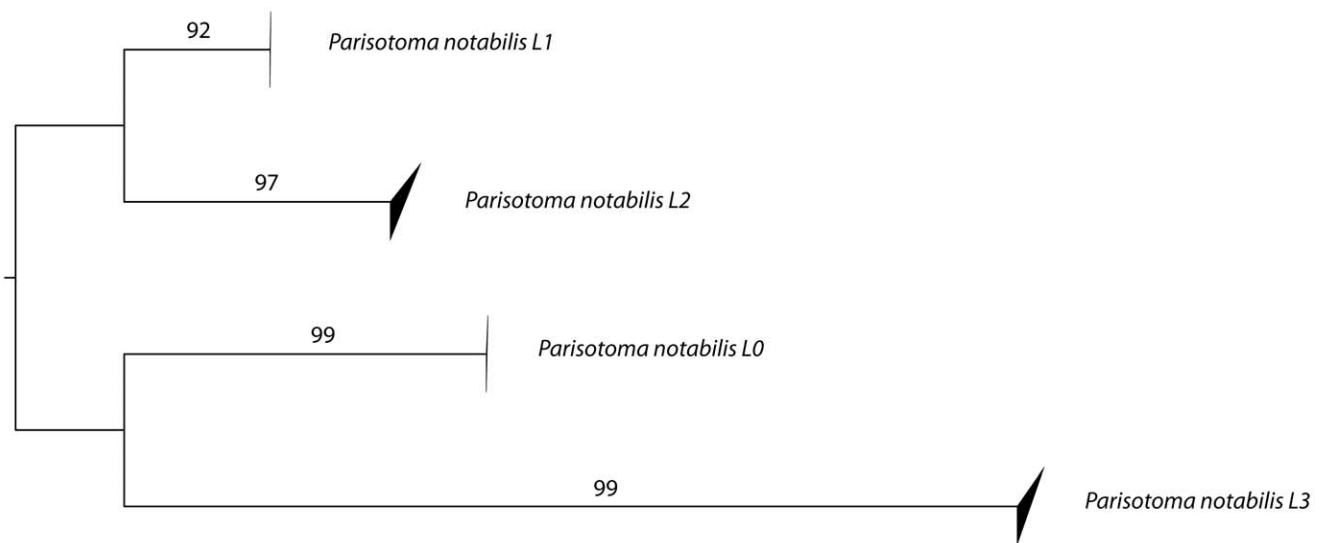 92
Parisotoma notabilis L1
97
Parisotoma notabilis L2
99
Parisotoma notabilis L0
99
Parisotoma notabilis L3